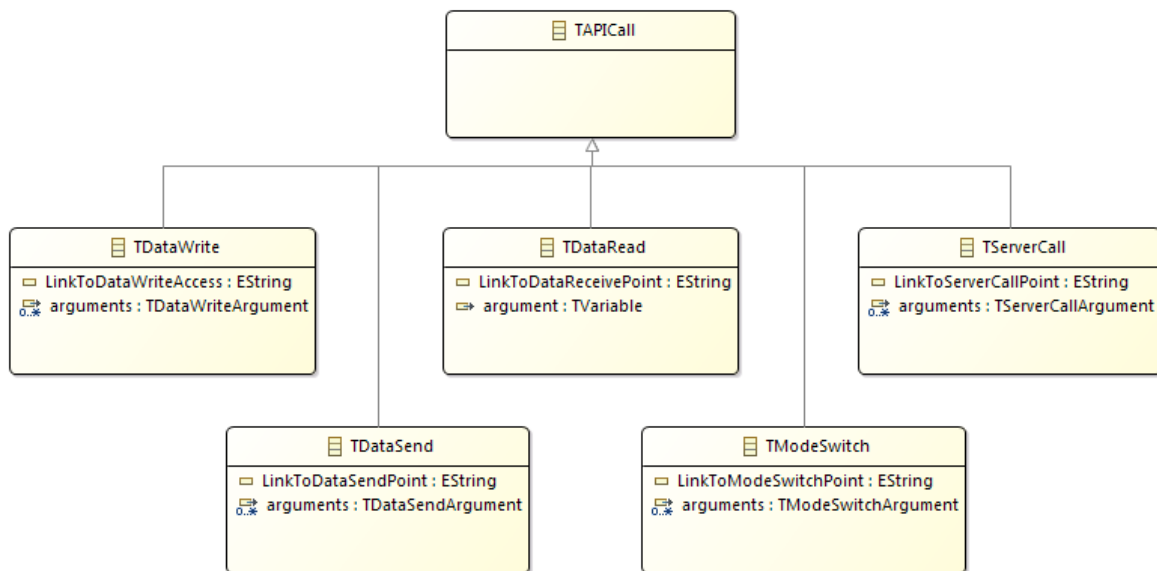 TAPICall
TDataWrite
LinkToDataWriteAccess : EString
0..* arguments : TDataWriteArgument
TDataRead
LinkToDataReceivePoint : EString
argument : TVariable
TServerCall
LinkToServerCallPoint : EString
0..* arguments : TServerCallArgument
TDataSend
LinkToDataSendPoint : EString
0..* arguments : TDataSendArgument
TModeSwitch
LinkToModeSwitchPoint : EString
0..* arguments : TModeSwitchArgument